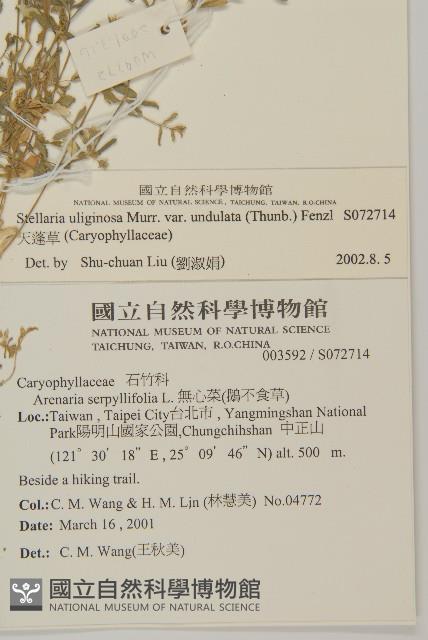 W04772
2001.3.16
國立自然科學博物館
NATIONAL MUSEUM OF NATURAL SCIENCE, TAICHUNG, TAIWAN, R.O.CHINA
Stellaria uliginosa Murr. var. undulata (Thunb.) Fenzl S072714
天蓬草 (Caryophyllaceae)
Det. by Shu-chuan Liu (劉淑娟) 2002.8.5
國立自然科學博物館
NATIONAL MUSEUM OF NATURAL SCIENCE
TAICHUNG, TAIWAN, R.O.CHINA
003592 / S072714
Caryophyllaceae 石竹科
Arenaria serpyllifolia L. 無心菜(鵝不食草)
Loc.:Taiwan , Taipei City台北市 , Yangmingshan National
Park陽明山國家公園,Chungchihshan 中正山
(121° 30′ 18″E , 25° 09′ 46″N) alt. 500 m.
Beside a hiking trail.
Col.: C. M. Wang & H. M. Lin (林慧美) No.04772
Date: March 16 , 2001
Det.: C. M. Wang(王秋美)
國立自然科學博物館
NATIONAL MUSEUM OF NATURAL SCIENCE